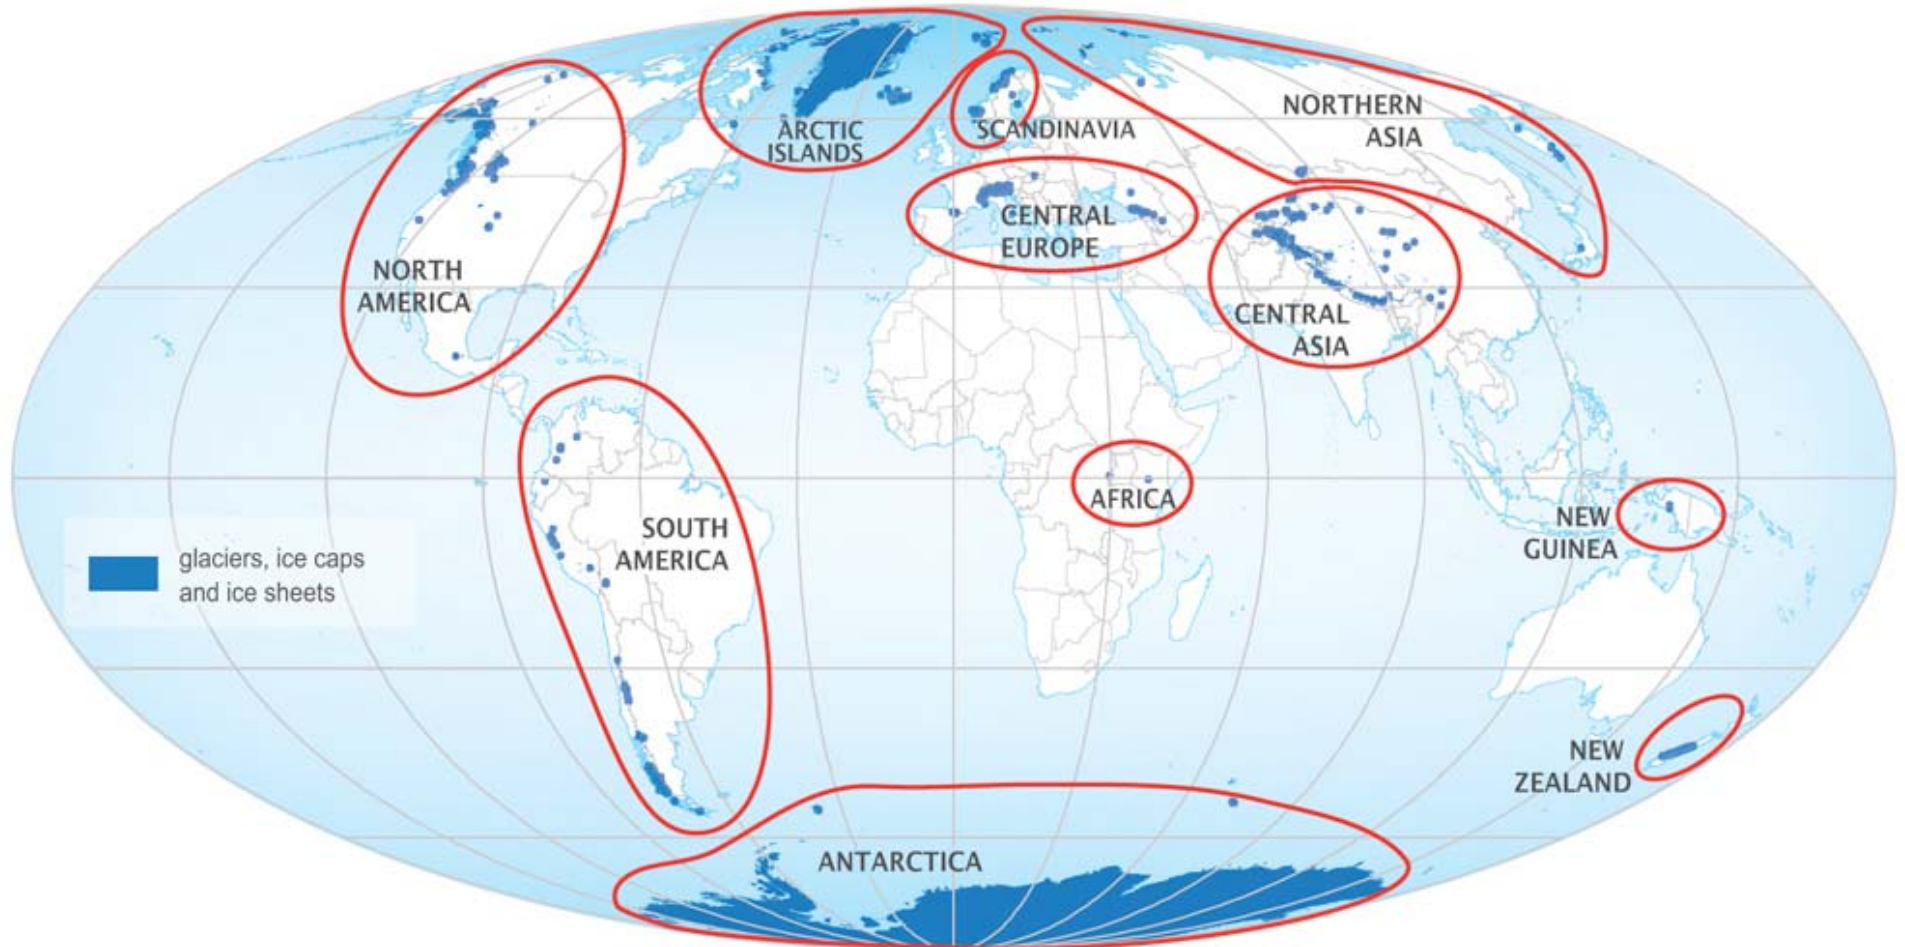 ARCTIC
ISLANDS
SCANDINAVIA
NORTHERN
ASIA
NORTH
AMERICA
CENTRAL
EUROPE
CENTRAL
ASIA
SOUTH
AMERICA
AFRICA
NEW
GUINEA
glaciers, ice caps
and ice sheets
NEW
ZEALAND
ANTARCTICA